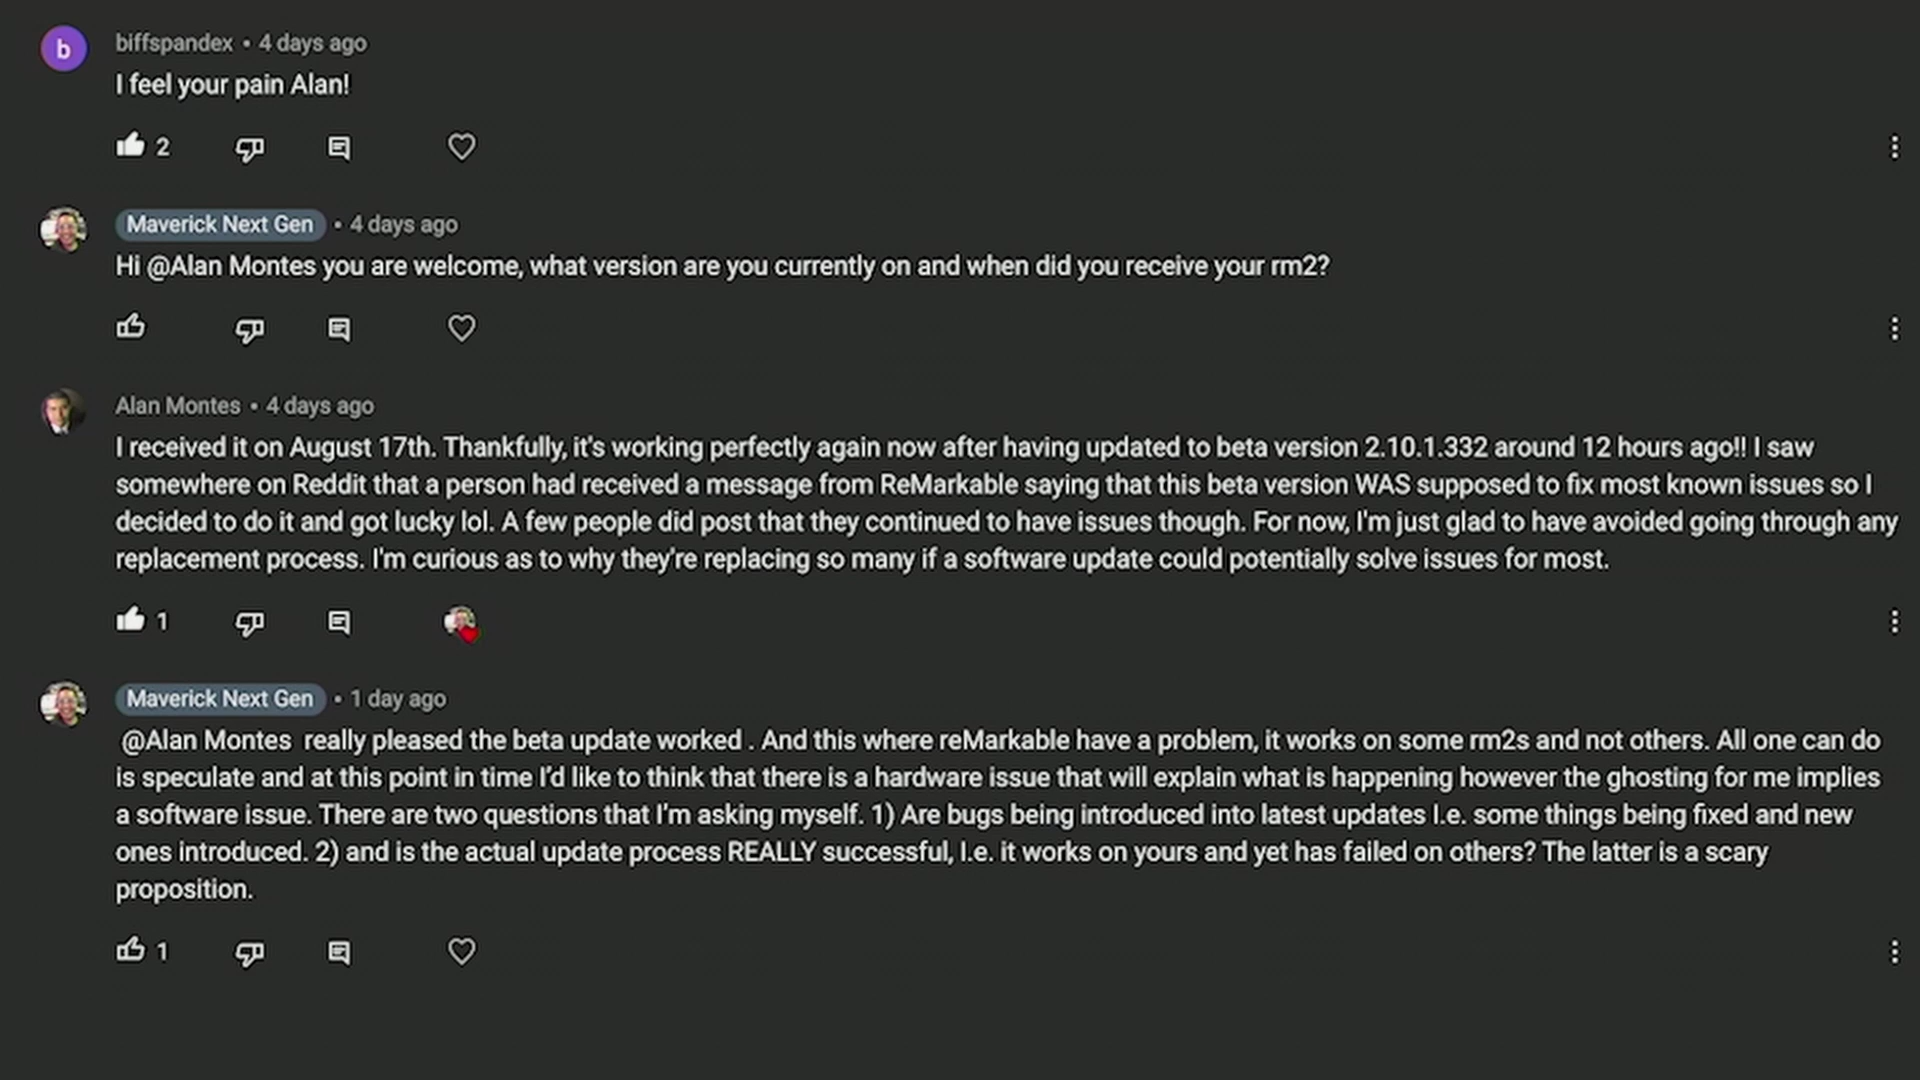 b
biffspandex • 4 days ago
I feel your pain Alan!
2
Maverick Next Gen • 4 days ago
Hi @Alan Montes you are welcome, what version are you currently on and when did you receive your rm2?
Alan Montes • 4 days ago
I received it on August 17th. Thankfully, it's working perfectly again now after having updated to beta version 2.10.1.332 around 12 hours ago!! I saw
somewhere on Reddit that a person had received a message from ReMarkable saying that this beta version WAS supposed to fix most known issues so I
decided to do it and got lucky lol. A few people did post that they continued to have issues though. For now, I'm just glad to have avoided going through any
replacement process. I'm curious as to why they're replacing so many if a software update could potentially solve issues for most.
1
Maverick Next Gen • 1 day ago
@Alan Montes  really pleased the beta update worked . And this where reMarkable have a problem, it works on some rm2s and not others. All one can do
is speculate and at this point in time I'd like to think that there is a hardware issue that will explain what is happening however the ghosting for me implies
a software issue. There are two questions that I'm asking myself. 1) Are bugs being introduced into latest updates I.e. some things being fixed and new
ones introduced. 2) and is the actual update process REALLY successful, I.e. it works on yours and yet has failed on others? The latter is a scary
proposition.
1